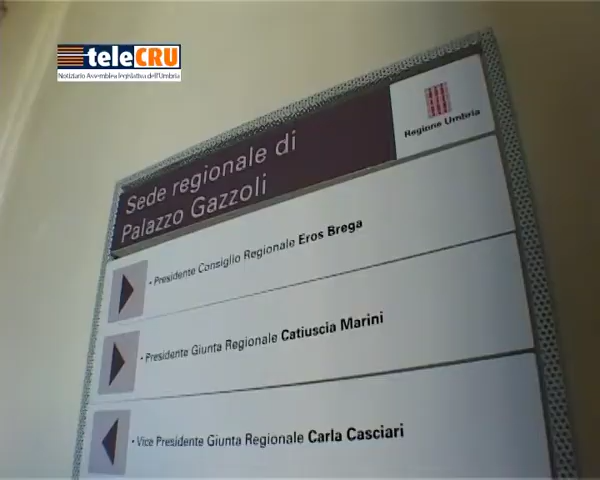 teleCRU
Notiziario Assemblea legislativa dell'Umbria
Sede regionale di
Palazzo Gazzoli
Regione Umbria
• Presidente Consiglio Regionale Eros Brega
• Presidente Giunta Regionale Catiuscia Marini
• Vice Presidente Giunta Regionale Carla Casciari